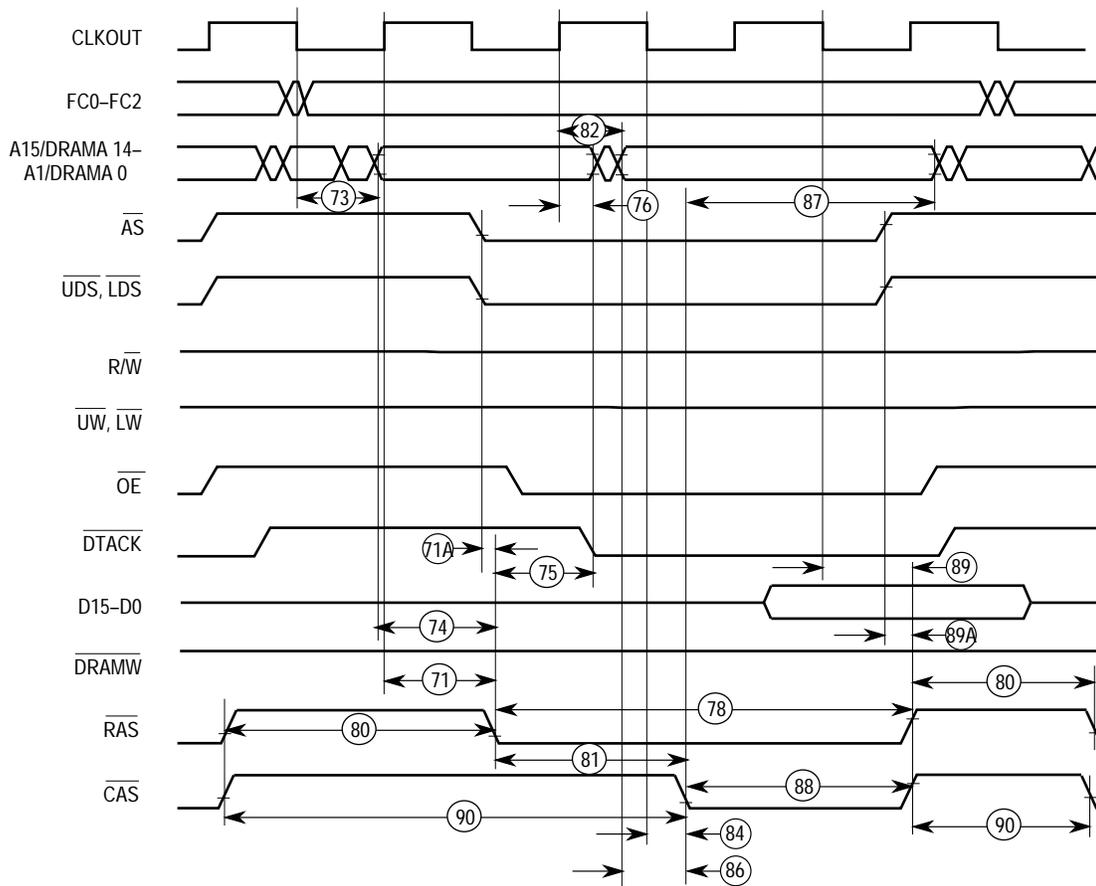 CLKOUT
FC0–FC2
A15/DRAMA 14–
A1/DRAMA 0
82
73
76
87
AS
UDS, LDS
R/W
UW, LW
OE
DTACK
71A
75
89
D15–D0
74
89A
DRAMW
71
80
78
RAS
80
81
CAS
88
90
90
84
86